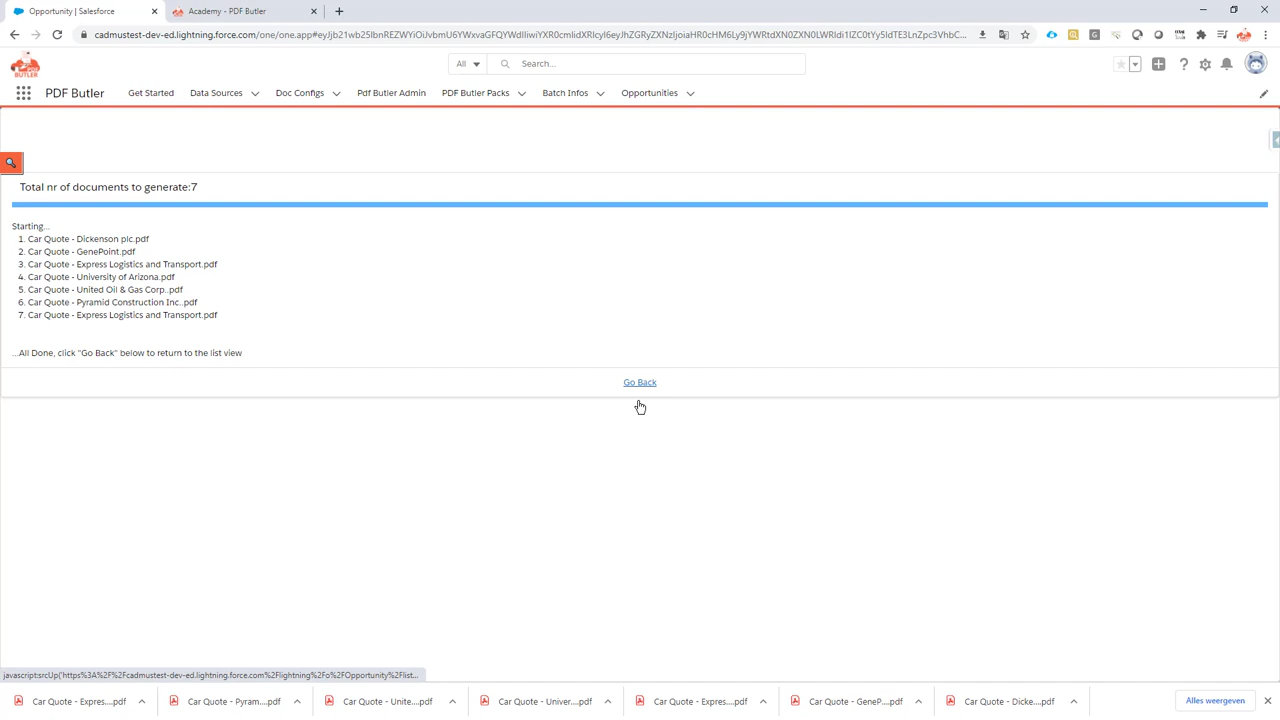 Opportunity | Salesforce
Academy - PDF Butler
cadmustest-dev-ed.lightning.force.com/one/one.app#
All
Search...
BUTLER
PDF Butler
Get Started
Data Sources
Doc Configs
Pdf Butler Admin
PDF Butler Packs
Batch Infos
Opportunities
Total nr of documents to generate:7
Starting...
1. Car Quote - Dickenson plc.pdf
2. Car Quote - GenePoint.pdf
3. Car Quote - Express Logistics and Transport.pdf
4. Car Quote - University of Arizona.pdf
5. Car Quote - United Oil & Gas Corp..pdf
6. Car Quote - Pyramid Construction Inc..pdf
7. Car Quote - Express Logistics and Transport.pdf
...All Done, click "Go Back" below to return to the list view
Go Back
javascript:srcUp('https%3A%2F%2Fcadmustest-dev-ed.lightning.force.com%2Flightning%2Fo%2FOpportunity%2Flist...
Car Quote - Expres....pdf
Car Quote - Pyram....pdf
Car Quote - Unite....pdf
Car Quote - Univer....pdf
Car Quote - Expres....pdf
Car Quote - GeneP....pdf
Car Quote - Dicke....pdf
Alles weergeven